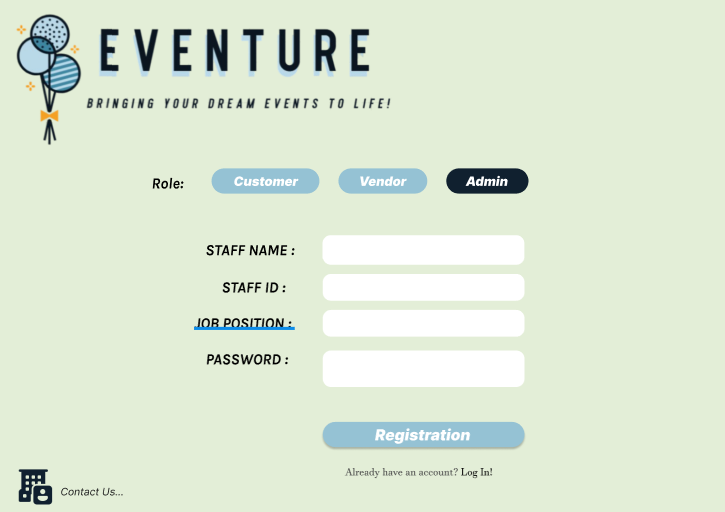 EVENTURE
BRINGING YOUR DREAM EVENTS TO LIFE!
Role: Customer Vendor Admin
STAFF NAME :
STAFF ID :
JOB POSITION :
PASSWORD :
Registration
Already have an account? Log In!
Contact Us...